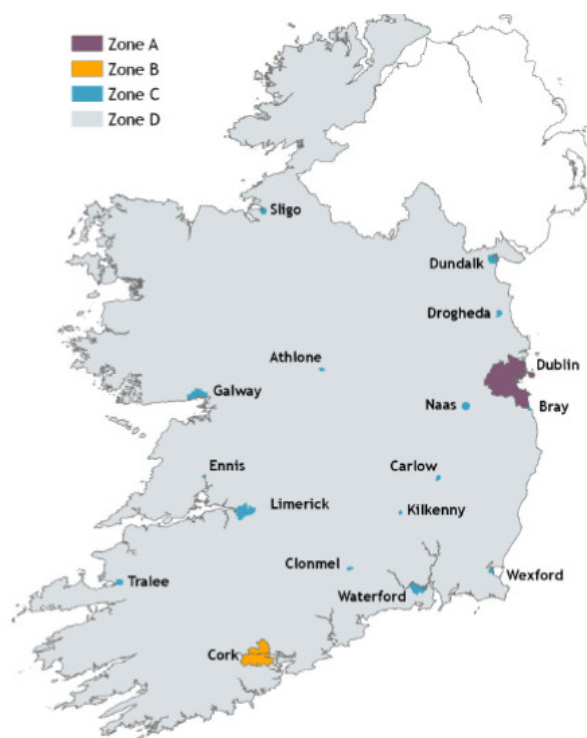 Zone A
Zone B
Zone C
Zone D
Sligo
Dundalk
Drogheda
Athlone
Dublin
Galway
Naas
Bray
Ennis
Carlow
Limerick
Kilkenny
Clonmel
Wexford
Tralee
Waterford
Cork